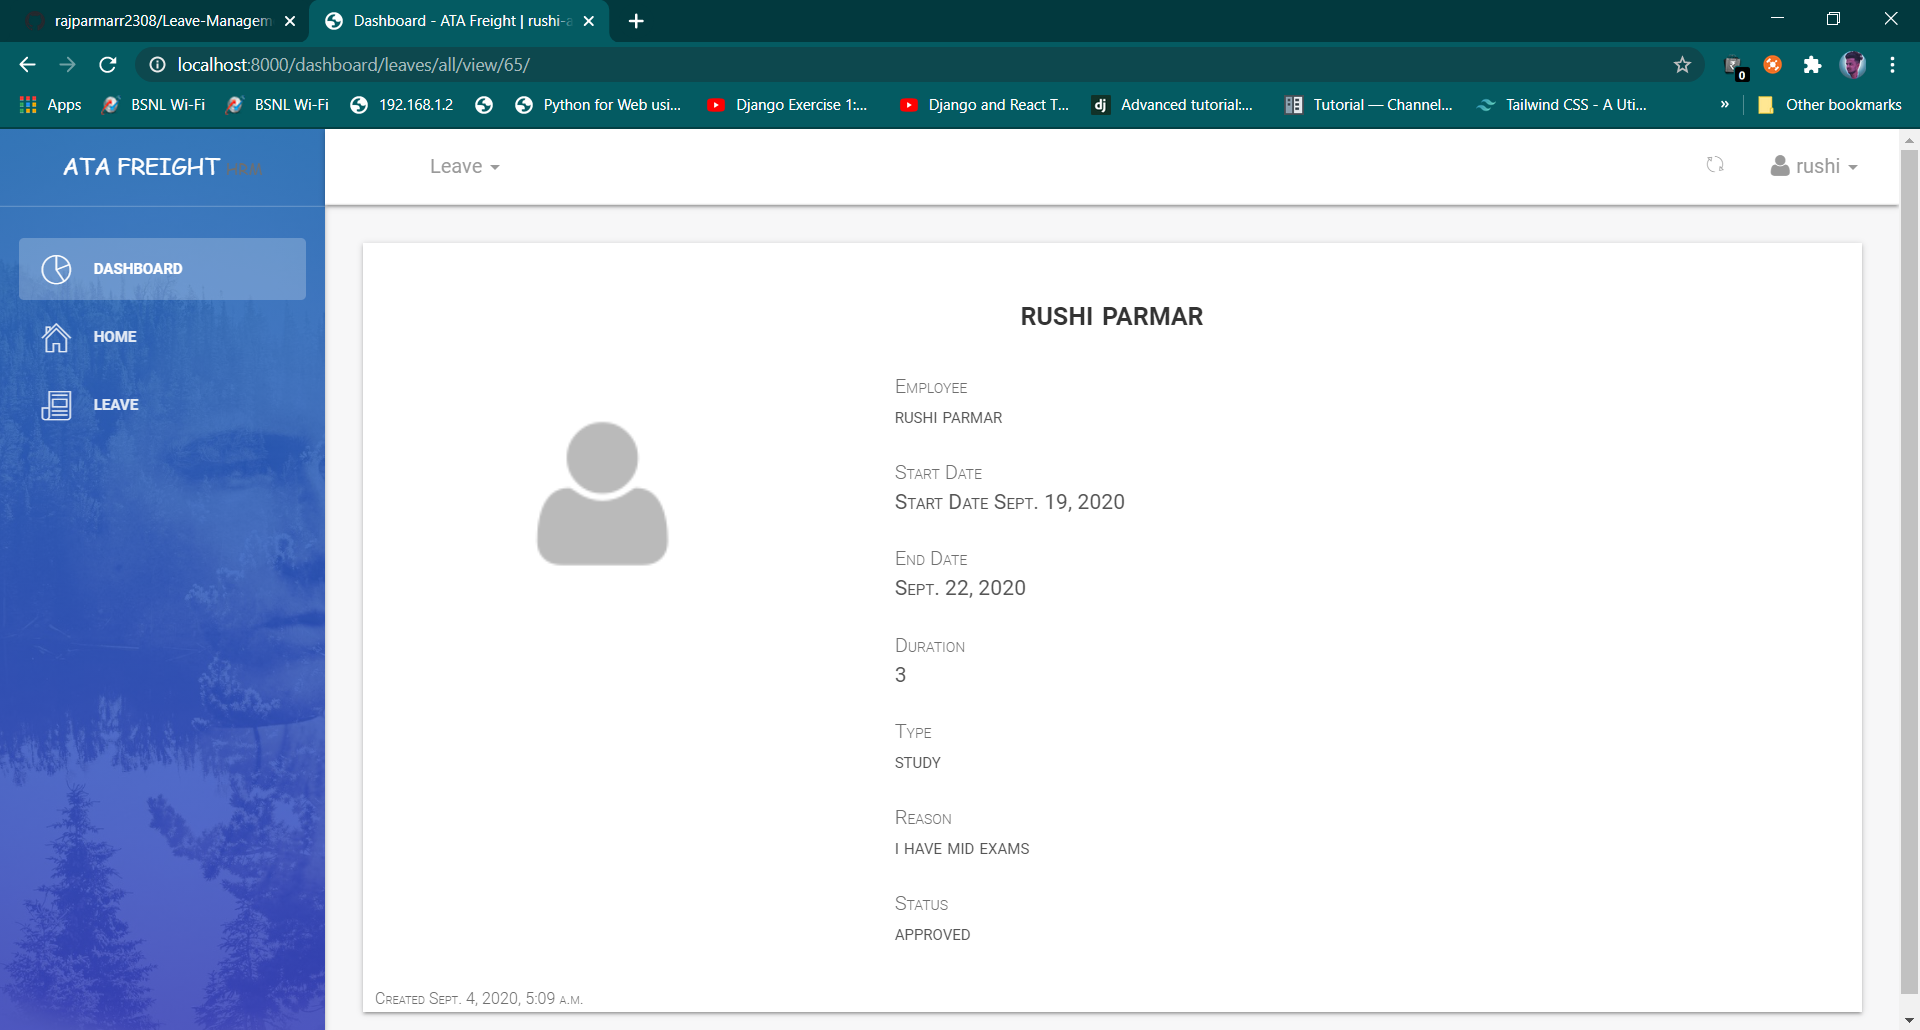 rajparmarr2308/Leave-Managem
Dashboard - ATA Freight | rushi-a
localhost:8000/dashboard/leaves/all/view/65/
0
Apps
BSNL Wi-Fi
BSNL Wi-Fi
192.168.1.2
Python for Web usi...
Django Exercise 1:...
Django and React T...
dj
Advanced tutorial:...
Tutorial — Channel...
Tailwind CSS - A Uti...
»
Other bookmarks
ATA FREIGHT HRM
Leave
rushi
DASHBOARD
HOME
LEAVE
RUSHI PARMAR
Employee
RUSHI PARMAR
Start Date
Start Date Sept. 19, 2020
End Date
Sept. 22, 2020
Duration
3
Type
STUDY
Reason
I HAVE MID EXAMS
Status
APPROVED
Created Sept. 4, 2020, 5:09 a.m.